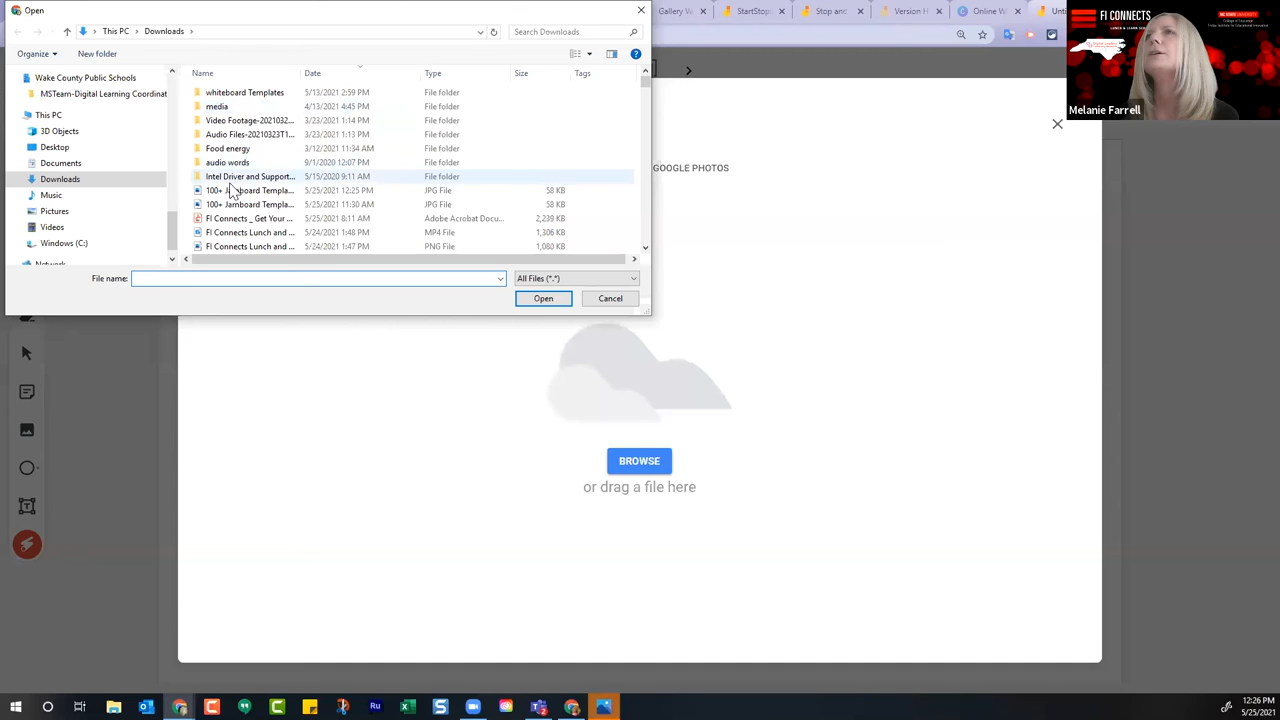 Open
Gallery W
StartStop
Stop and
Version H
Online W
Unti
This PC > Downloads >
Search Downloads
Organize
New folder
Name Date Type Size Tags
Wake County Public Schools
MSTeam-Digital Learning Coordinat
This PC
3D Objects
Desktop
Documents
Downloads
Music
Pictures
Videos
Windows (C:)
Network
whiteboard Templates 5/13/2021 2:59 PM File folder
media 4/13/2021 4:45 PM File folder
Video Footage-2021032... 3/23/2021 1:14 PM File folder
Audio Files-20210323T1... 3/23/2021 1:13 PM File folder
Food energy 3/12/2021 11:34 AM File folder
audio words 9/1/2020 12:07 PM File folder
Intel Driver and Support... 5/15/2020 9:11 AM File folder
100+ Jamboard Templa... 5/25/2021 12:25 PM JPG File 58 KB
100+ Jamboard Templa... 5/25/2021 11:30 AM JPG File 58 KB
FI Connects _ Get Your ... 5/25/2021 8:11 AM Adobe Acrobat Docu... 2,239 KB
FI Connects Lunch and ... 5/24/2021 1:48 PM MP4 File 1,306 KB
FI Connects Lunch and ... 5/24/2021 1:47 PM PNG File 1,080 KB
File name:
All Files (*.*)
Open
Cancel
GOOGLE PHOTOS
BROWSE
or drag a file here
FI CONNECTS
NC STATE UNIVERSITY
Melanie Farrell
12:26 PM
5/25/2021